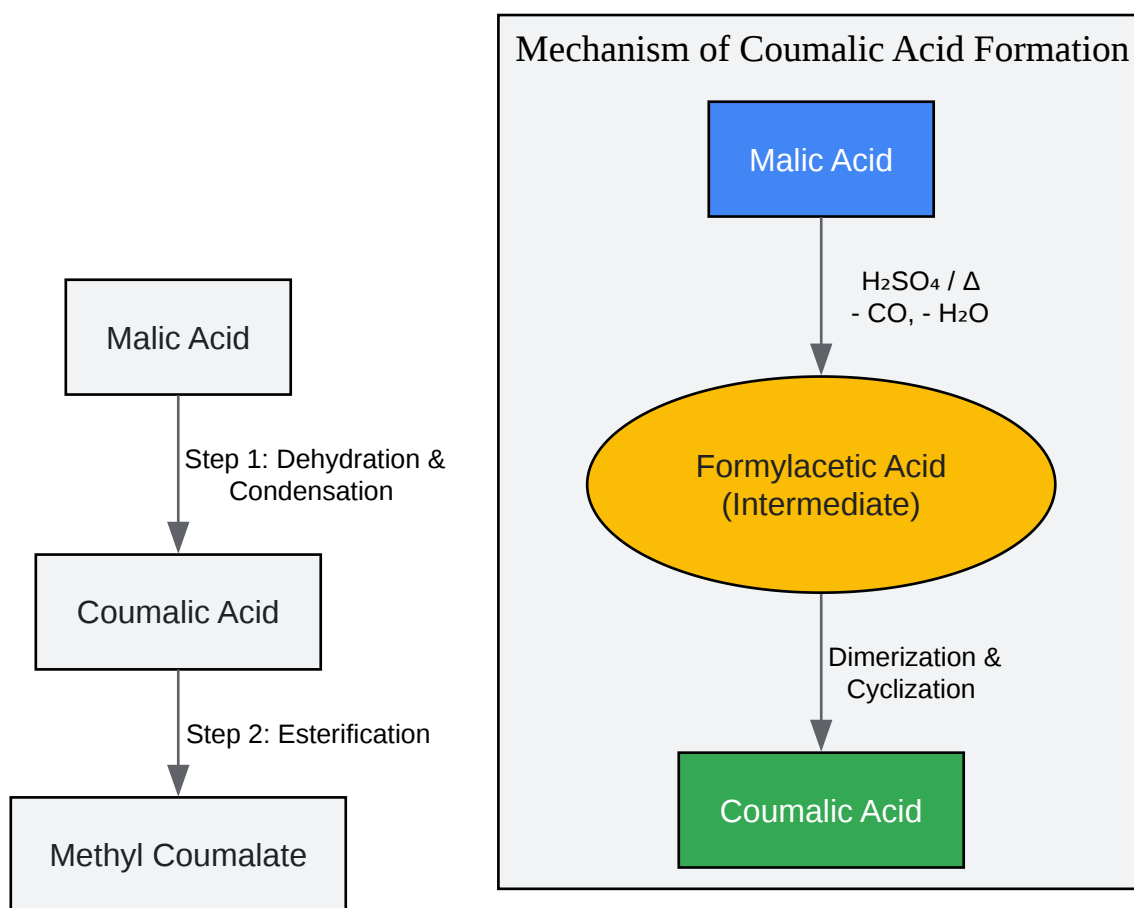 Malic Acid
Step 1: Dehydration &
Condensation
Coumalic Acid
Step 2: Esterification
Methyl Coumalate
Mechanism of Coumalic Acid Formation
Malic Acid
H₂SO₄ / Δ
- CO, - H₂O
Formylacetic Acid
(Intermediate)
Dimerization &
Cyclization
Coumalic Acid